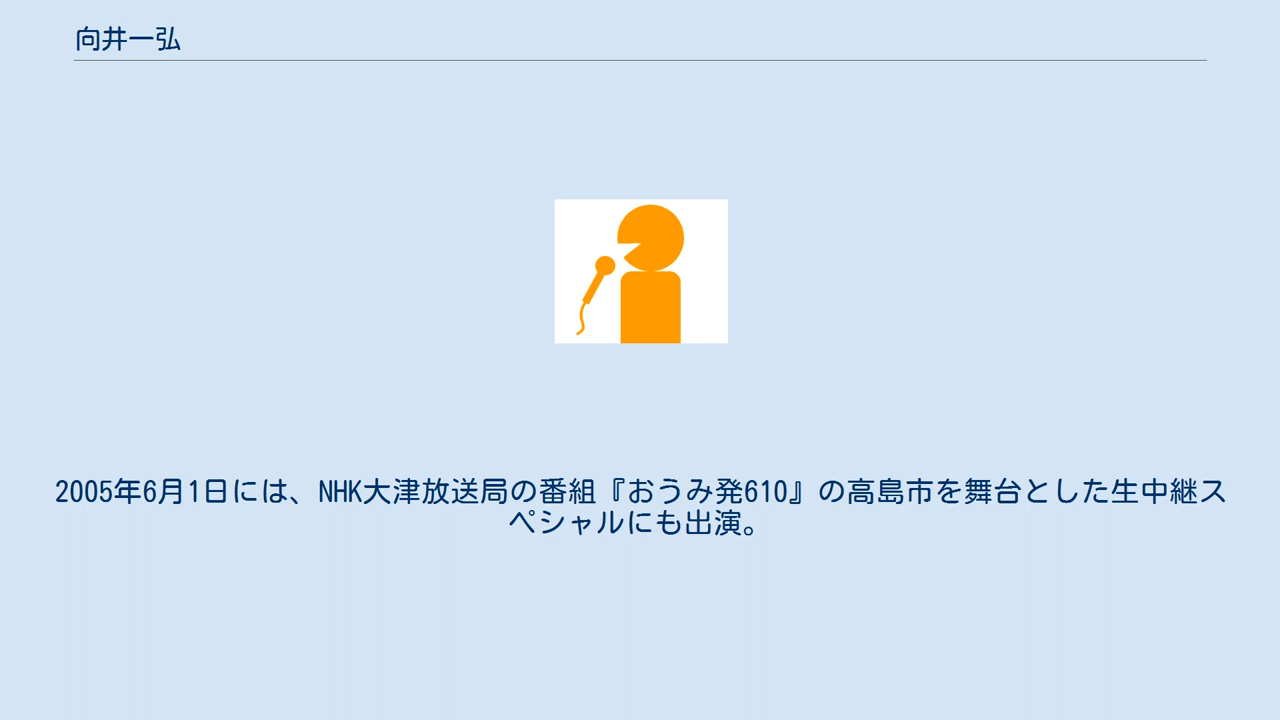 向井一弘
2005年6月1日には、NHK大津放送局の番組『おうみ発610』の高島市を舞台とした生中継ス
ペシャルにも出演。